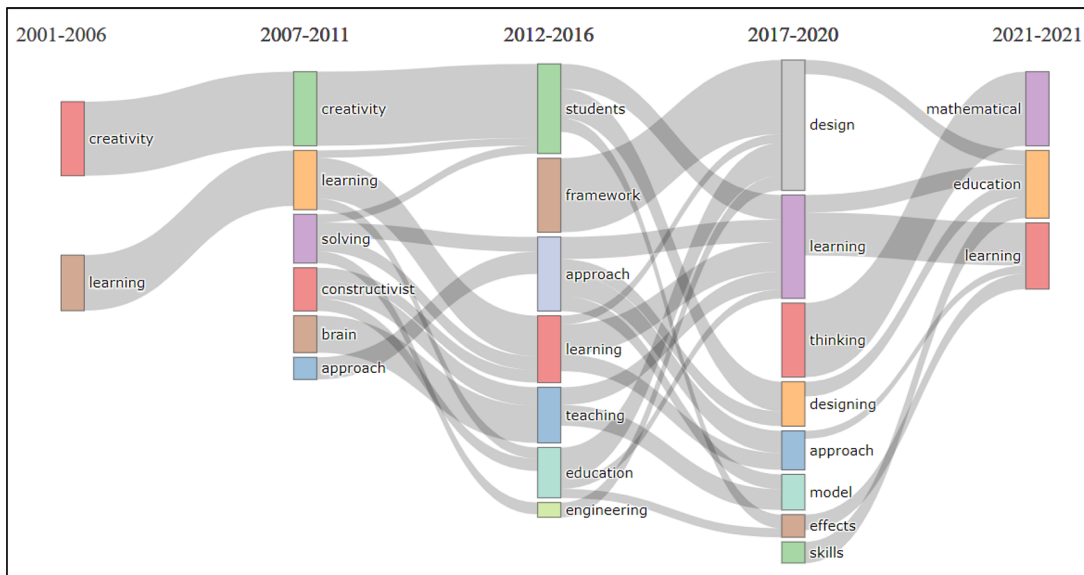 2001-2006
2007-2011
2012-2016
2017-2020
2021-2021
creativity
learning
creativity
learning
solving
constructivist
brain
approach
students
framework
approach
learning
teaching
education
engineering
design
learning
thinking
designing
approach
model
effects
skills
mathematical
education
learning